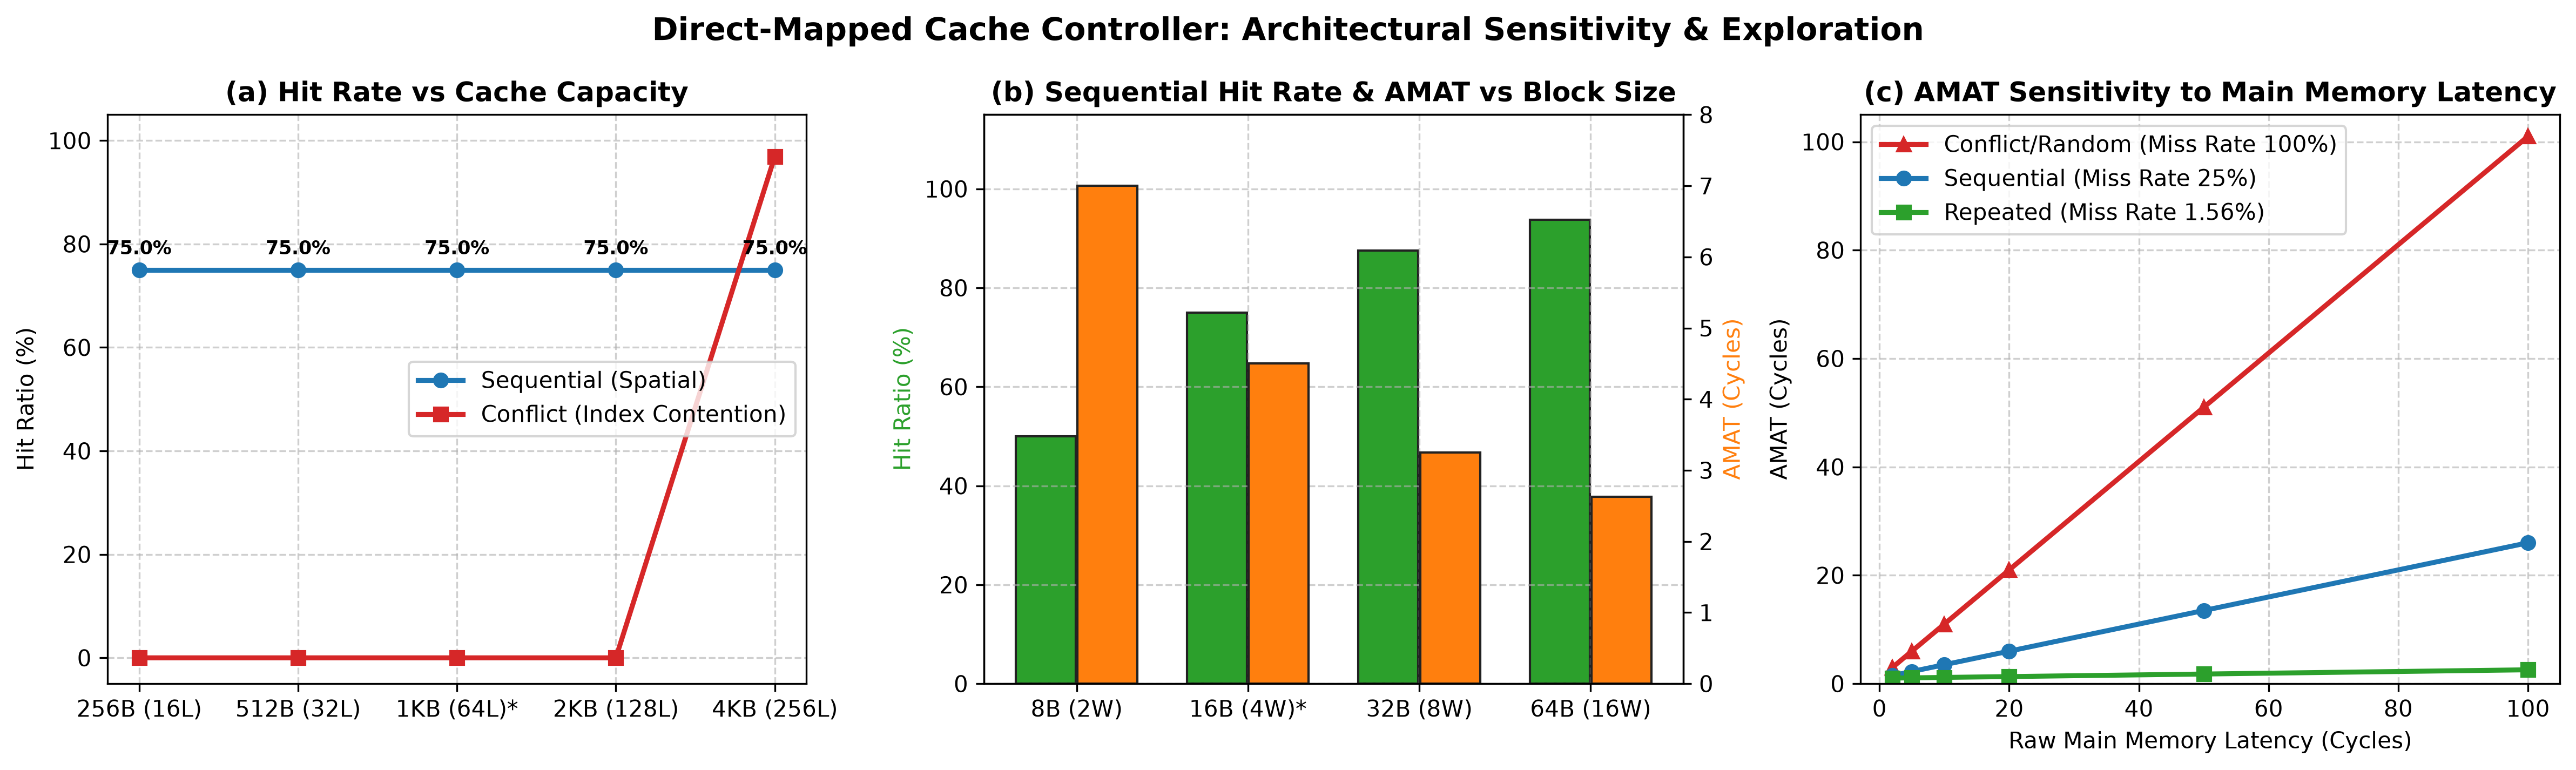 Direct-Mapped Cache Controller: Architectural Sensitivity & Exploration
(a) Hit Rate vs Cache Capacity
Hit Ratio (%)
100
80
60
40
20
0
75.0%
75.0%
75.0%
75.0%
75.0%
Sequential (Spatial)
Conflict (Index Contention)
256B (16L)
512B (32L)
1KB (64L)*
2KB (128L)
4KB (256L)
(b) Sequential Hit Rate & AMAT vs Block Size
Hit Ratio (%)
100
80
60
40
20
0
8
7
6
5
4
3
2
1
0
AMAT (Cycles)
8B (2W)
16B (4W)*
32B (8W)
64B (16W)
(c) AMAT Sensitivity to Main Memory Latency
AMAT (Cycles)
100
80
60
40
20
0
Conflict/Random (Miss Rate 100%)
Sequential (Miss Rate 25%)
Repeated (Miss Rate 1.56%)
0
20
40
60
80
100
Raw Main Memory Latency (Cycles)